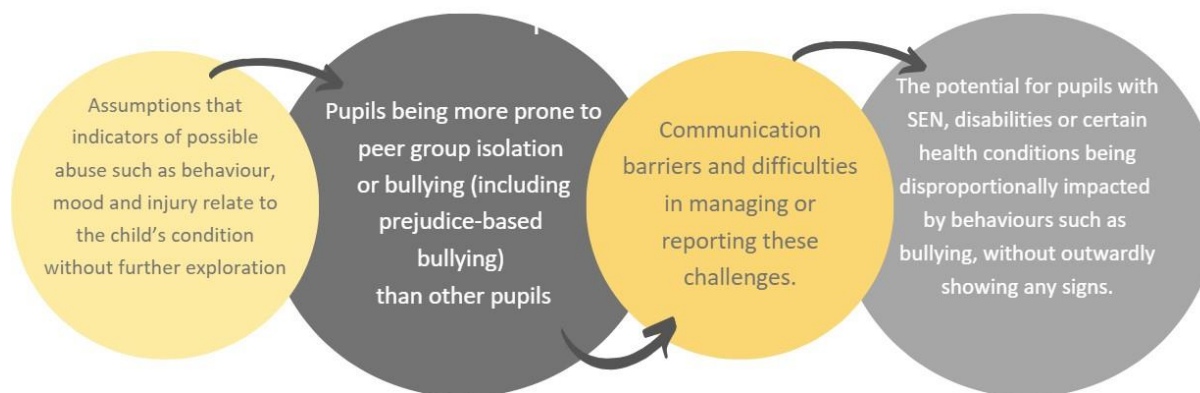 Assumptions that
indicators of possible
abuse such as behaviour,
mood and injury relate to
the child's condition
without further exploration
Pupils being more prone to
peer group isolation
or bullying (including
prejudice-based
bullying)
than other pupils
Communication
barriers and difficulties
in managing or
reporting these
challenges.
The potential for pupils with
SEN, disabilities or certain
health conditions being
disproportionally impacted
by behaviours such as
bullying, without outwardly
showing any signs.